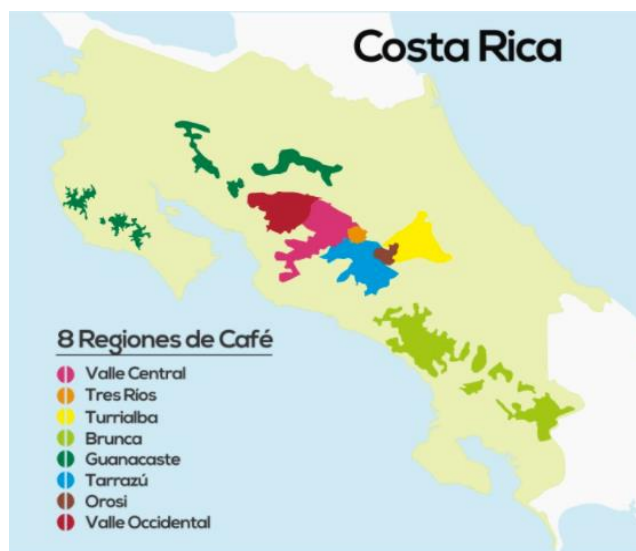 Costa Rica
8 Regiones de Café
Valle Central
Tres Ríos
Turrialba
Brunca
Guanacaste
Tarrazú
Orosi
Valle Occidental